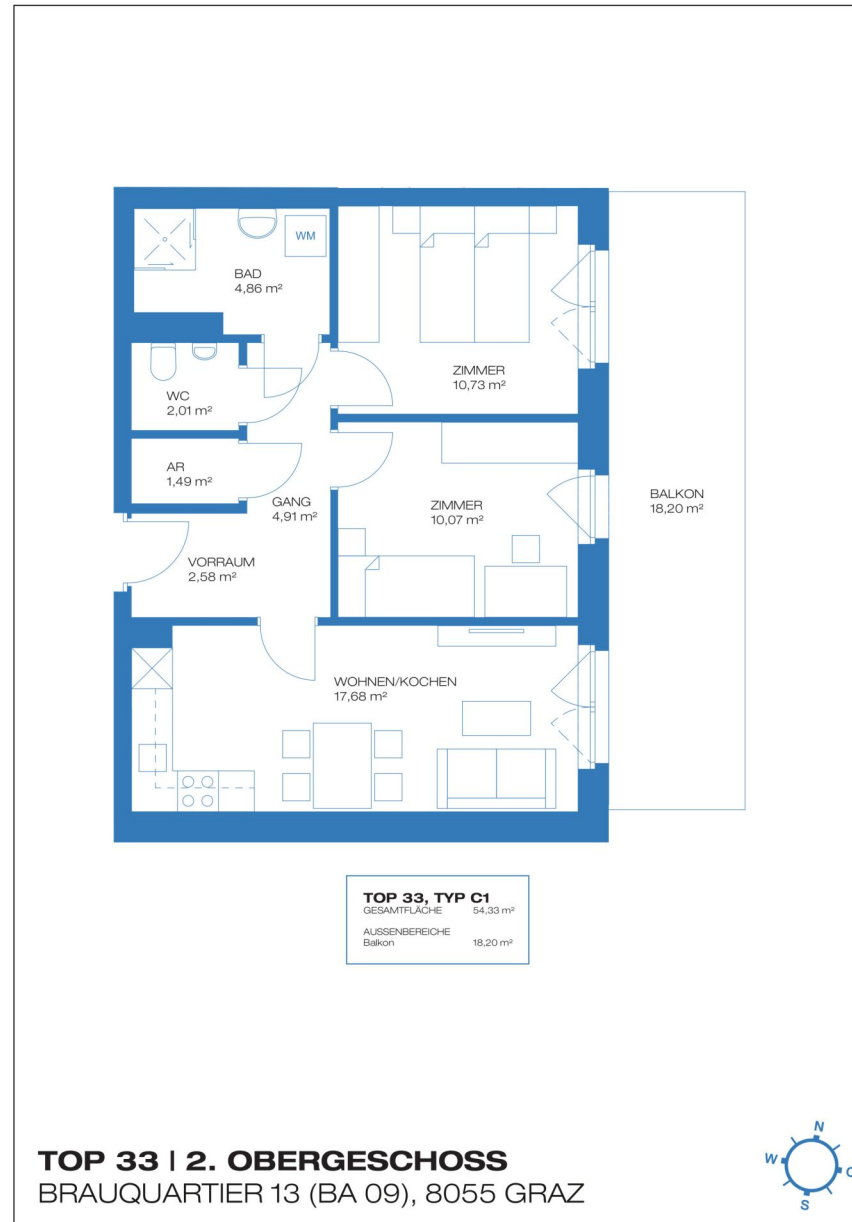 WM
BAD
4,86 m²
ZIMMER
10,73 m²
WC
2,01 m²
AR
1,49 m²
GANG
4,91 m²
ZIMMER
10,07 m²
BALKON
18,20 m²
VORRAUM
2,58 m²
WOHNEN/KOCHEN
17,68 m²
TOP 33, TYP C1
GESAMTFLÄCHE 54,33 m²
AUSSENBEREICHE
Balkon 18,20 m²
TOP 33 | 2. OBERGESCHOSS
BRAUQUARTIER 13 (BA 09), 8055 GRAZ
N
W
O
S